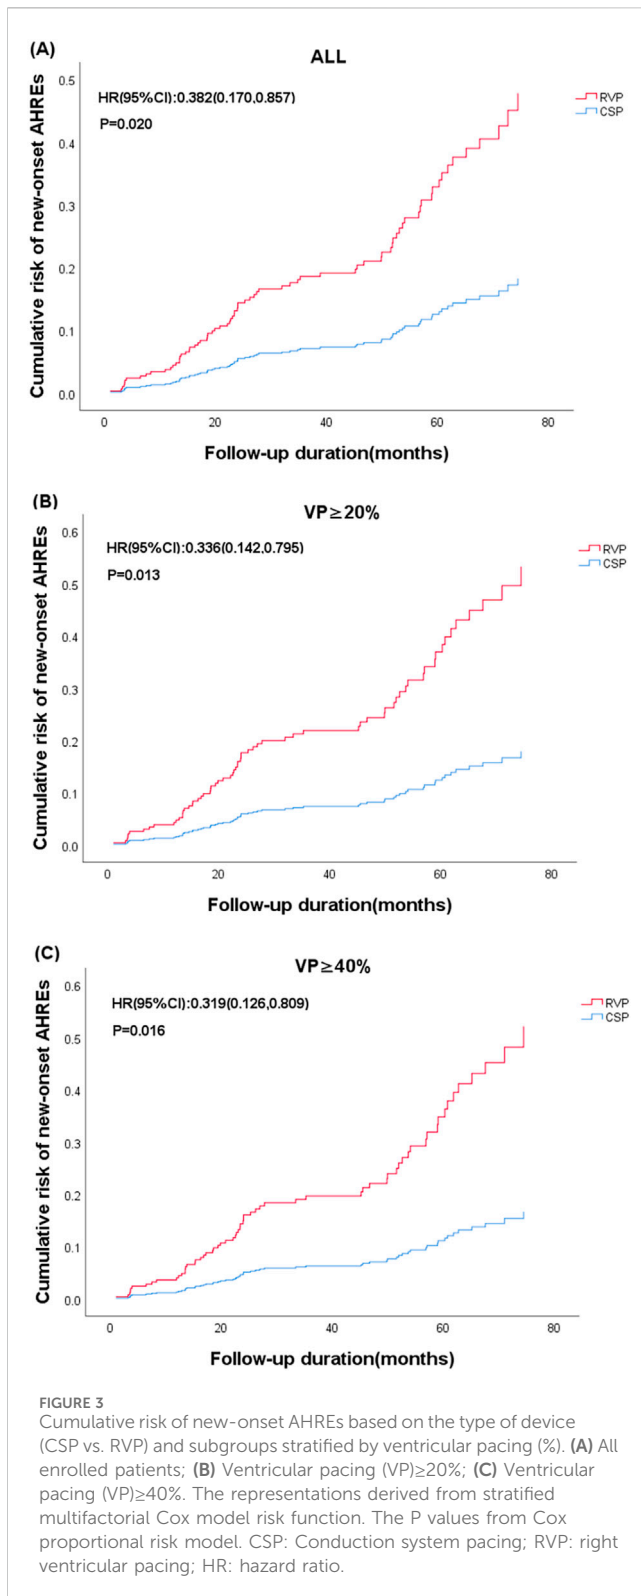 (A)
ALL
HR(95%CI):0.382(0.170,0.857)
P=0.020
RVP
CSP
Cumulative risk of new-onset AHREs
0.5
0.4
0.3
0.2
0.1
0.0
0 20 40 60 80
Follow-up duration(months)
(B)
VP≥20%
HR(95%CI):0.336(0.142,0.795)
P=0.013
RVP
CSP
Cumulative risk of new-onset AHREs
0.6
0.5
0.4
0.3
0.2
0.1
0.0
0 20 40 60 80
Follow-up duration(months)
(C)
VP≥40%
HR(95%CI):0.319(0.126,0.809)
P=0.016
RVP
CSP
Cumulative risk of new-onset AHREs
0.6
0.5
0.4
0.3
0.2
0.1
0.0
0 20 40 60 80
Follow-up duration(months)
FIGURE 3
Cumulative risk of new-onset AHREs based on the type of device
(CSP vs. RVP) and subgroups stratified by ventricular pacing (%). (A) All
enrolled patients; (B) Ventricular pacing (VP)≥20%; (C) Ventricular
pacing (VP)≥40%. The representations derived from stratified
multifactorial Cox model risk function. The P values from Cox
proportional risk model. CSP: Conduction system pacing; RVP: right
ventricular pacing; HR: hazard ratio.